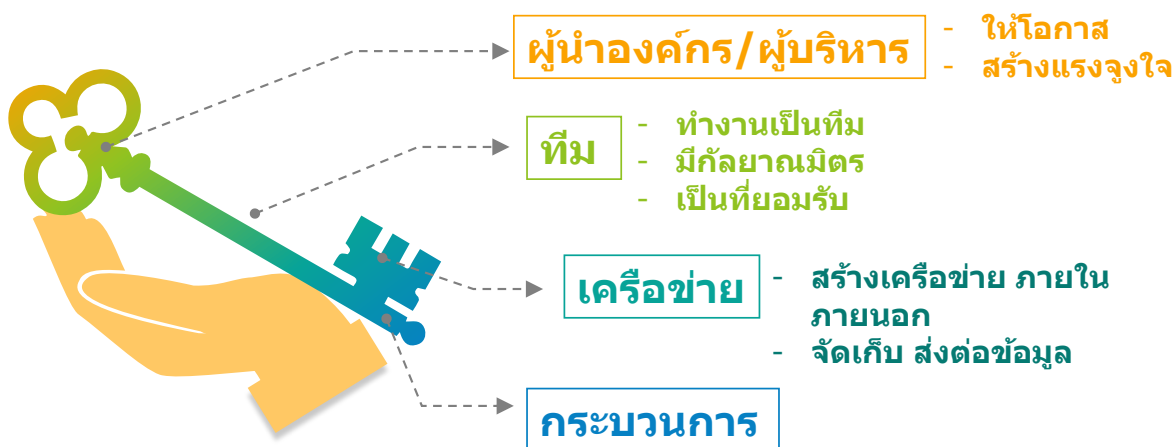 ผู้นำองค์กร/ผู้บริหาร
- ให้โอกาส
- สร้างแรงจูงใจ
ทีม
- ทำงานเป็นทีม
- มีกัลยาณมิตร
- เป็นที่ยอมรับ
เครือข่าย
- สร้างเครือข่าย ภายใน
ภายนอก
- จัดเก็บ ส่งต่อข้อมูล
กระบวนการ